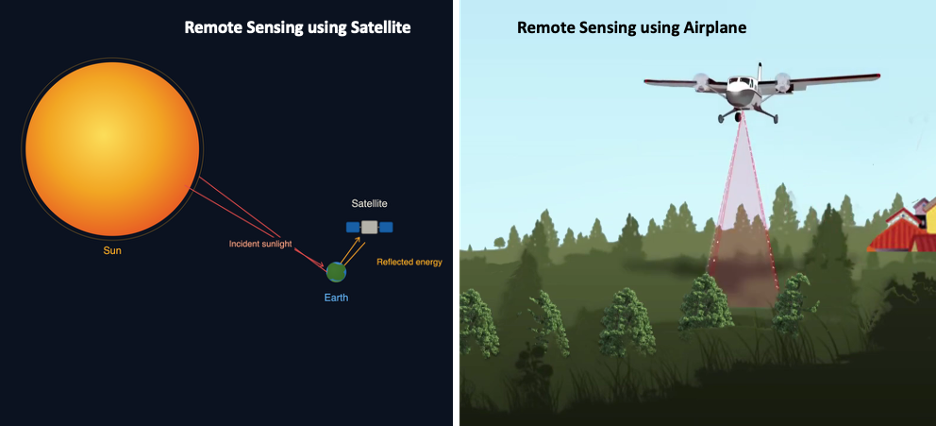 Remote Sensing using Satellite
Remote Sensing using Airplane
Satellite
Incident sunlight
Sun
Reflected energy
Earth